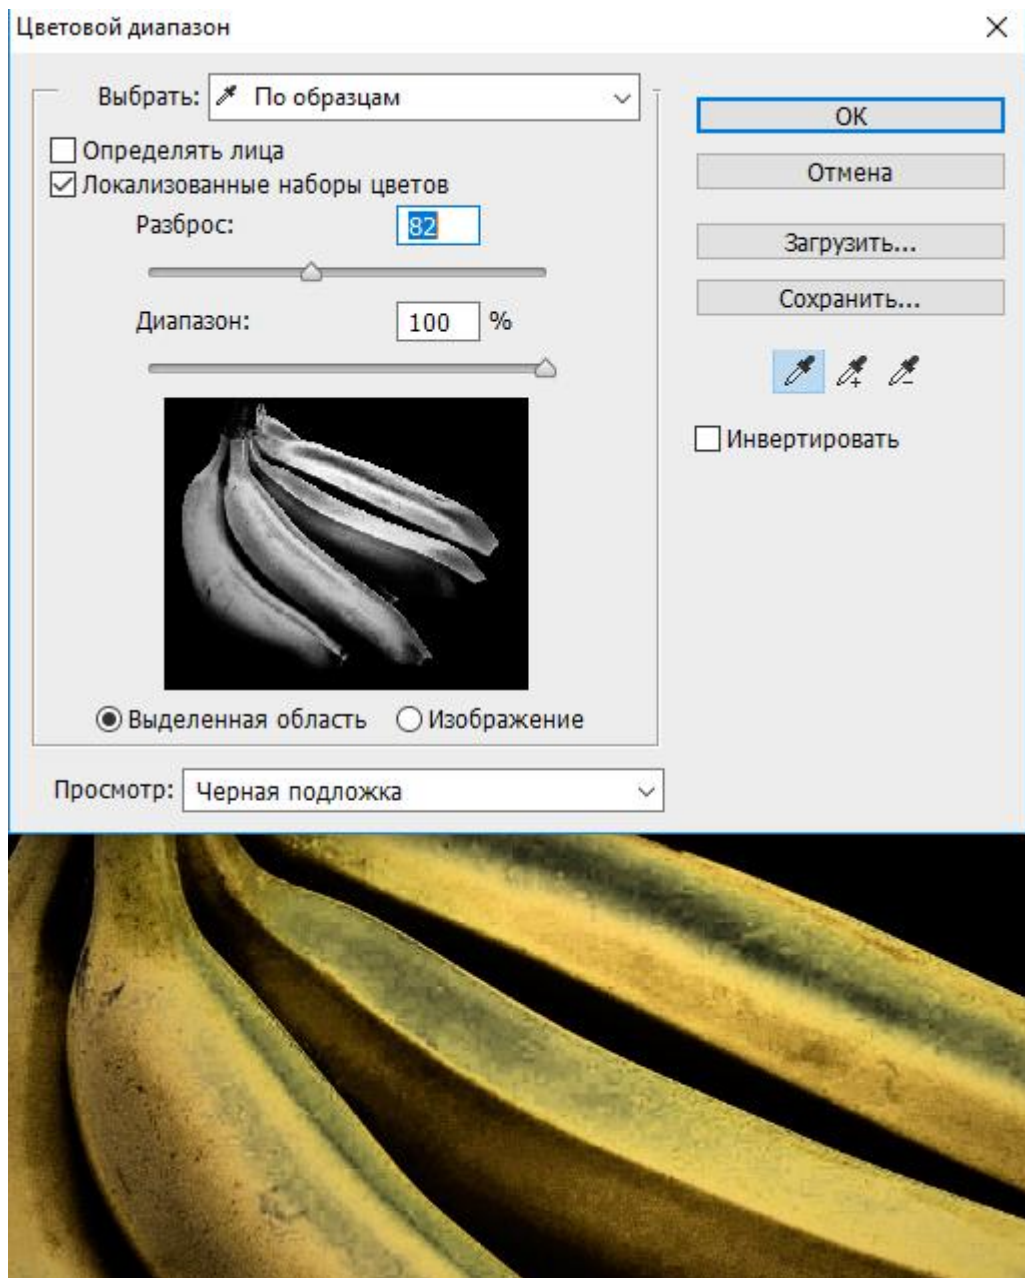 Цветовой диапазон
Выбрать: По образцам
Определять лица
Локализованные наборы цветов
Разброс: 82
Диапазон: 100 %
Выделенная область Изображение
Просмотр: Черная подложка
ОК
Отмена
Загрузить...
Сохранить...
Инвертировать